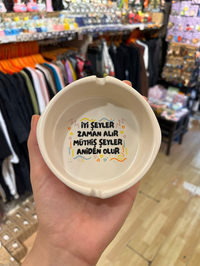 İYİ ŞEYLER
ZAMAN ALIR
MÜTHİŞ ŞEYLER
ANİDEN OLUR